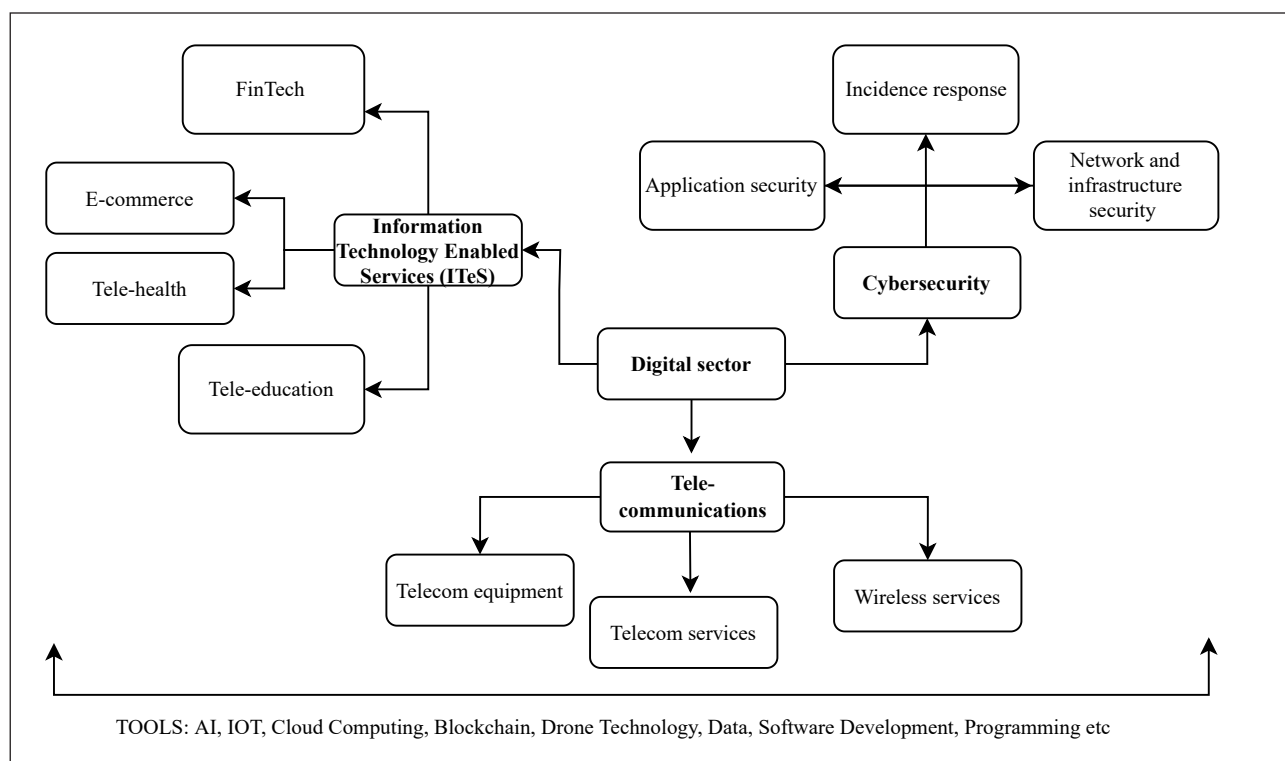 FinTech
E-commerce
Tele-health
Tele-education
Information
Technology Enabled
Services (ITeS)
Incidence response
Application security
Network and
infrastructure
security
Cybersecurity
Digital sector
Tele-
communications
Telecom equipment
Telecom services
Wireless services
TOOLS: AI, IOT, Cloud Computing, Blockchain, Drone Technology, Data, Software Development, Programming etc